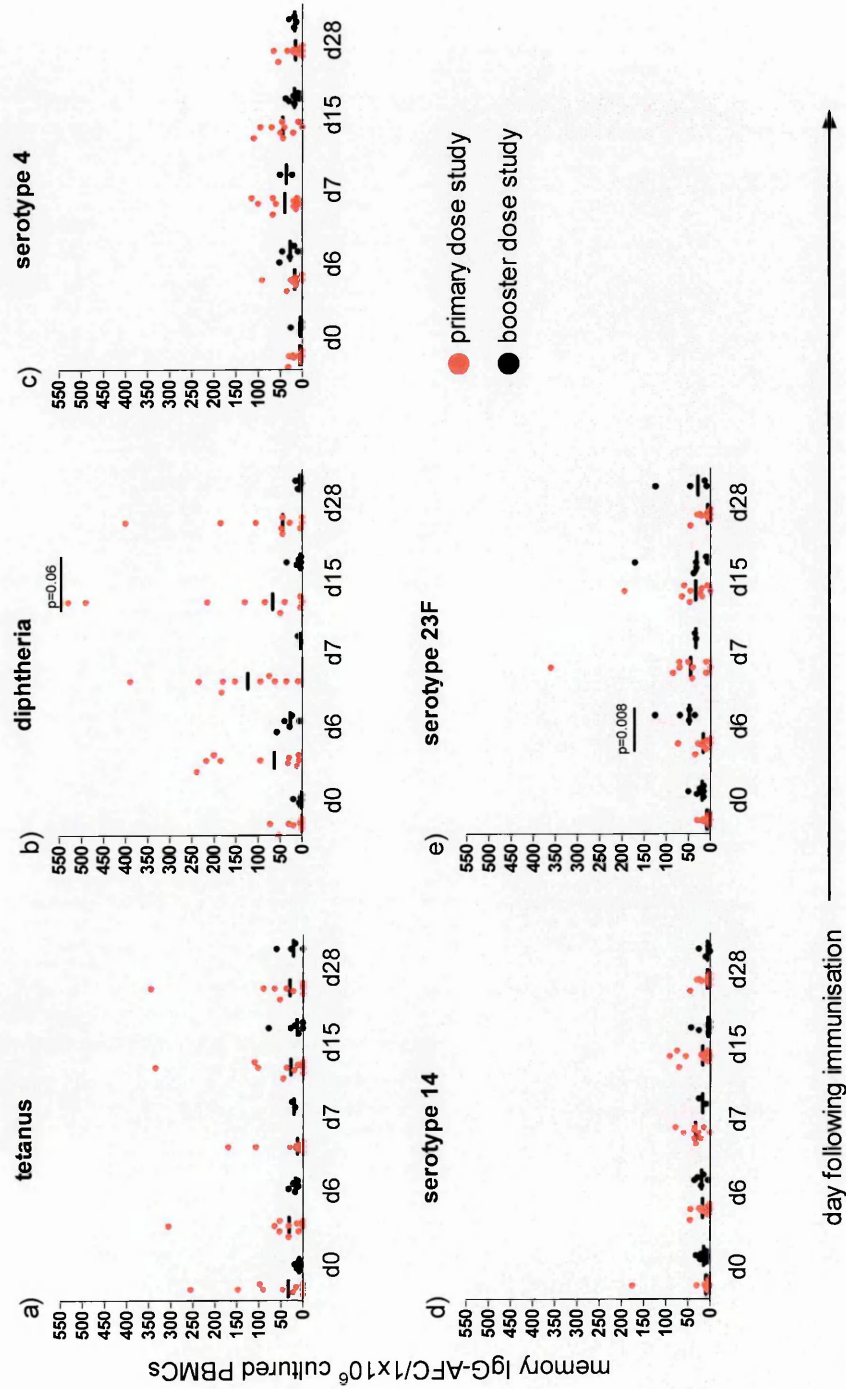 memory IgG-AFC/1x10⁶ cultured PBMCs
a)
tetanus
550
500
450
400
350
300
250
200
150
100
50
0
d0 d6 d7 d15 d28
b)
diphtheria
p=0.06
550
500
450
400
350
300
250
200
150
100
50
0
d0 d6 d7 d15 d28
c)
serotype 4
550
500
450
400
350
300
250
200
150
100
50
0
d0 d6 d7 d15 d28
d)
serotype 14
550
500
450
400
350
300
250
200
150
100
50
0
d0 d6 d7 d15 d28
e)
serotype 23F
p=0.008
550
500
450
400
350
300
250
200
150
100
50
0
d0 d6 d7 d15 d28
primary dose study
booster dose study
day following immunisation